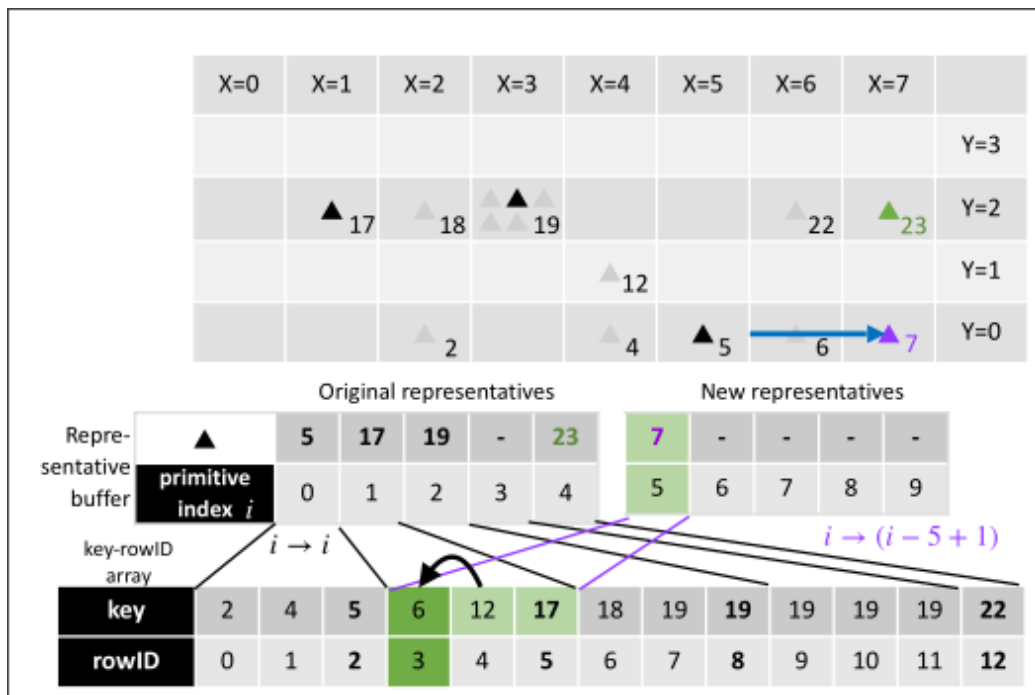 X=0 X=1 X=2 X=3 X=4 X=5 X=6 X=7
Y=3
17 18 19 22 23 Y=2
12 Y=1
2 4 5 6 7 Y=0
Original representatives New representatives
Repre-
sentative
buffer
5 17 19 - 23 7 - - - -
primitive
index i
0 1 2 3 4 5 6 7 8 9
i → i
i → (i − 5 + 1)
key-rowID
array
key 2 4 5 6 12 17 18 19 19 19 19 19 22
rowID 0 1 2 3 4 5 6 7 8 9 10 11 12